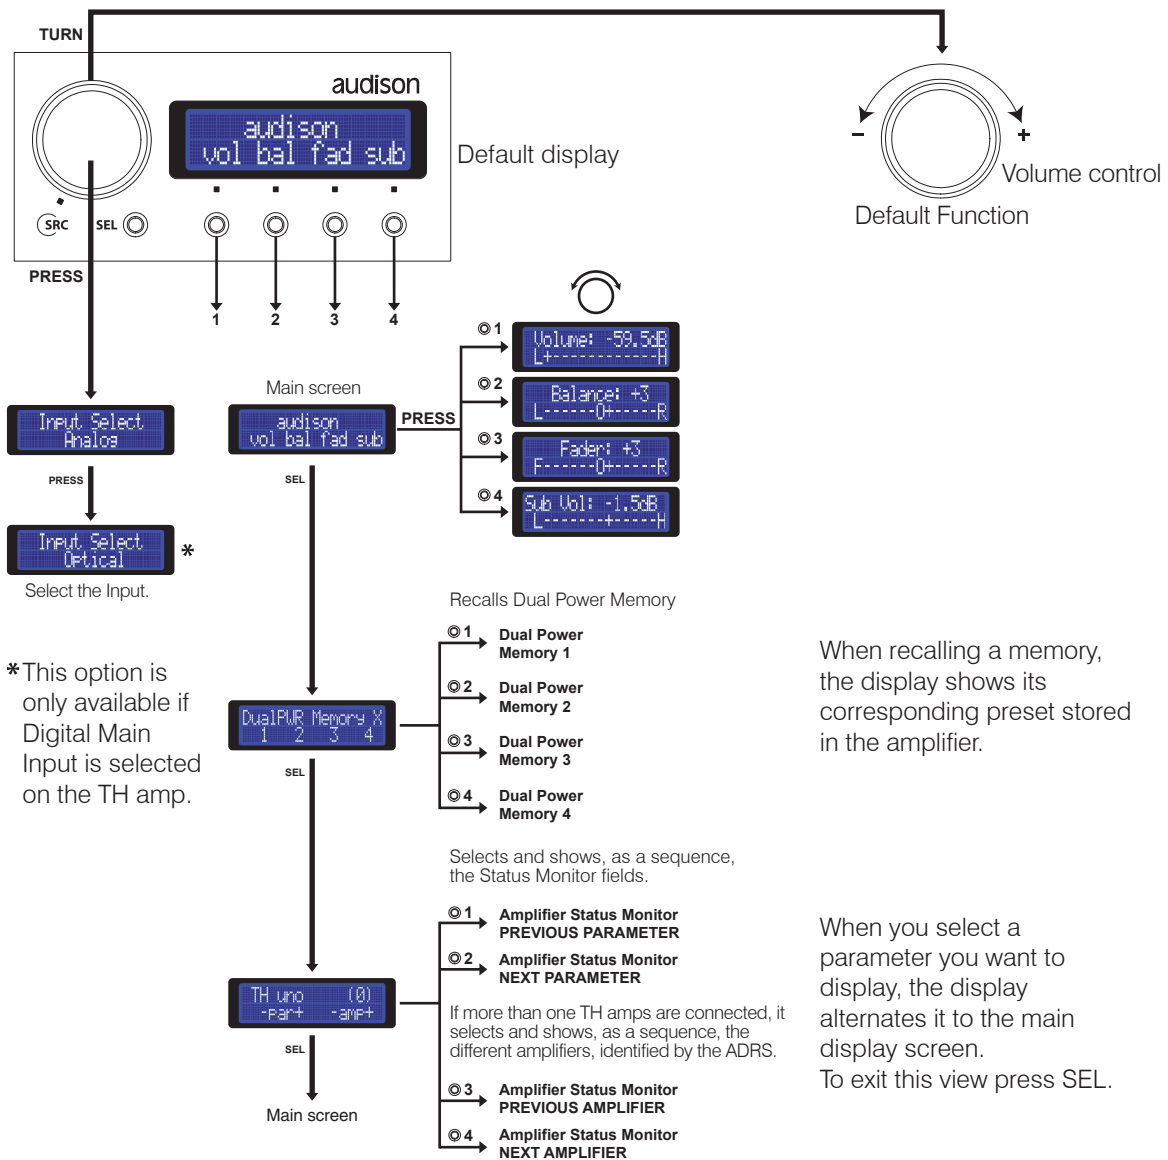 TURN
audison
audison
vol bal fad sub
Default display
SRC
SEL
PRESS
1
2
3
4
-
+
Volume control
Default Function
Input Select
Analog
PRESS
Input Select
Optical
*
Select the Input.
*This option is
only available if
Digital Main
Input is selected
on the TH amp.
Main screen
audison
vol bal fad sub
PRESS
1
Volume: -59.5dB
L+------------H
2
Balance: +3
L------0+-----R
3
Fader: +3
F------0+-----R
4
Sub Vol: -1.5dB
L-------+-----H
SEL
Recalls Dual Power Memory
DualPWR Memory X
1 2 3 4
1 Dual Power
Memory 1
2 Dual Power
Memory 2
3 Dual Power
Memory 3
4 Dual Power
Memory 4
When recalling a memory,
the display shows its
corresponding preset stored
in the amplifier.
SEL
Selects and shows, as a sequence,
the Status Monitor fields.
TH uno (0)
-par+ -amp+
1 Amplifier Status Monitor
PREVIOUS PARAMETER
2 Amplifier Status Monitor
NEXT PARAMETER
If more than one TH amps are connected, it
selects and shows, as a sequence, the
different amplifiers, identified by the ADRS.
3 Amplifier Status Monitor
PREVIOUS AMPLIFIER
4 Amplifier Status Monitor
NEXT AMPLIFIER
When you select a
parameter you want to
display, the display
alternates it to the main
display screen.
To exit this view press SEL.
SEL
Main screen